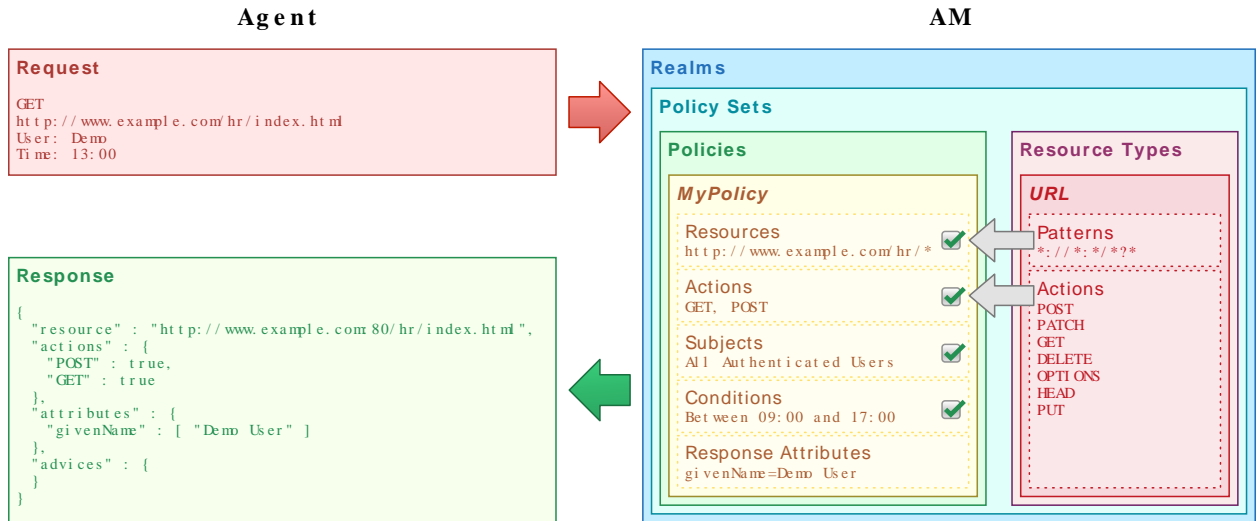 Agent
AM
Request
GET
http://www.example.com/hr/index.html
User: Demo
Time: 13:00
Response
{
"resource" : "http://www.example.com:80/hr/index.html",
"actions" : {
"POST" : true,
"GET" : true
},
"attributes" : {
"givenName" : [ "Demo User" ]
},
"advices" : {
}
}
Realms
Policy Sets
Policies
MyPolicy
Resources
http://www.example.com/hr/*
Actions
GET, POST
Subjects
All Authenticated Users
Conditions
Between 09:00 and 17:00
Response Attributes
givenName=Demo User
Resource Types
URL
Patterns
*://*:*/*?*
Actions
POST
PATCH
GET
DELETE
OPTIONS
HEAD
PUT